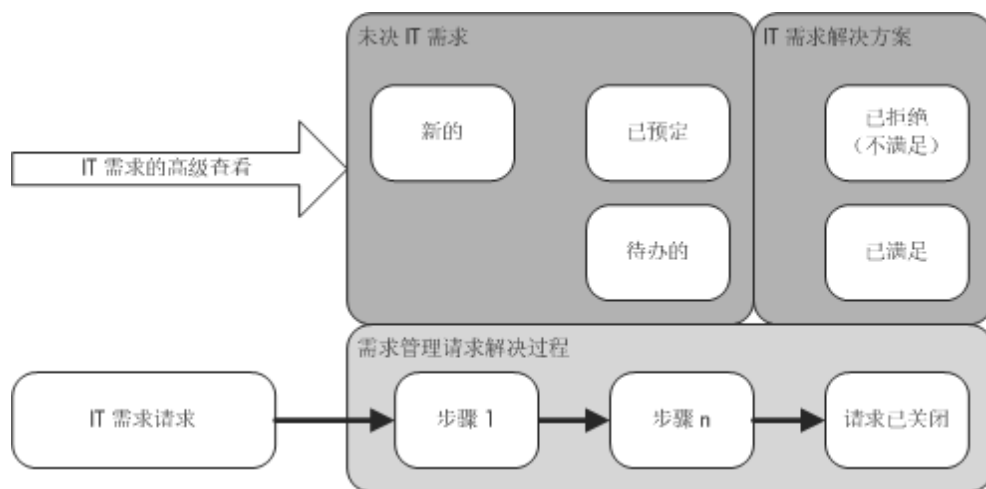 未决 IT 需求
IT 需求解决方案
新的
已预定
已拒绝
（不满足）
IT 需求的高级查看
待办的
已满足
需求管理请求解决过程
IT 需求请求
步骤 1
步骤 n
请求已关闭